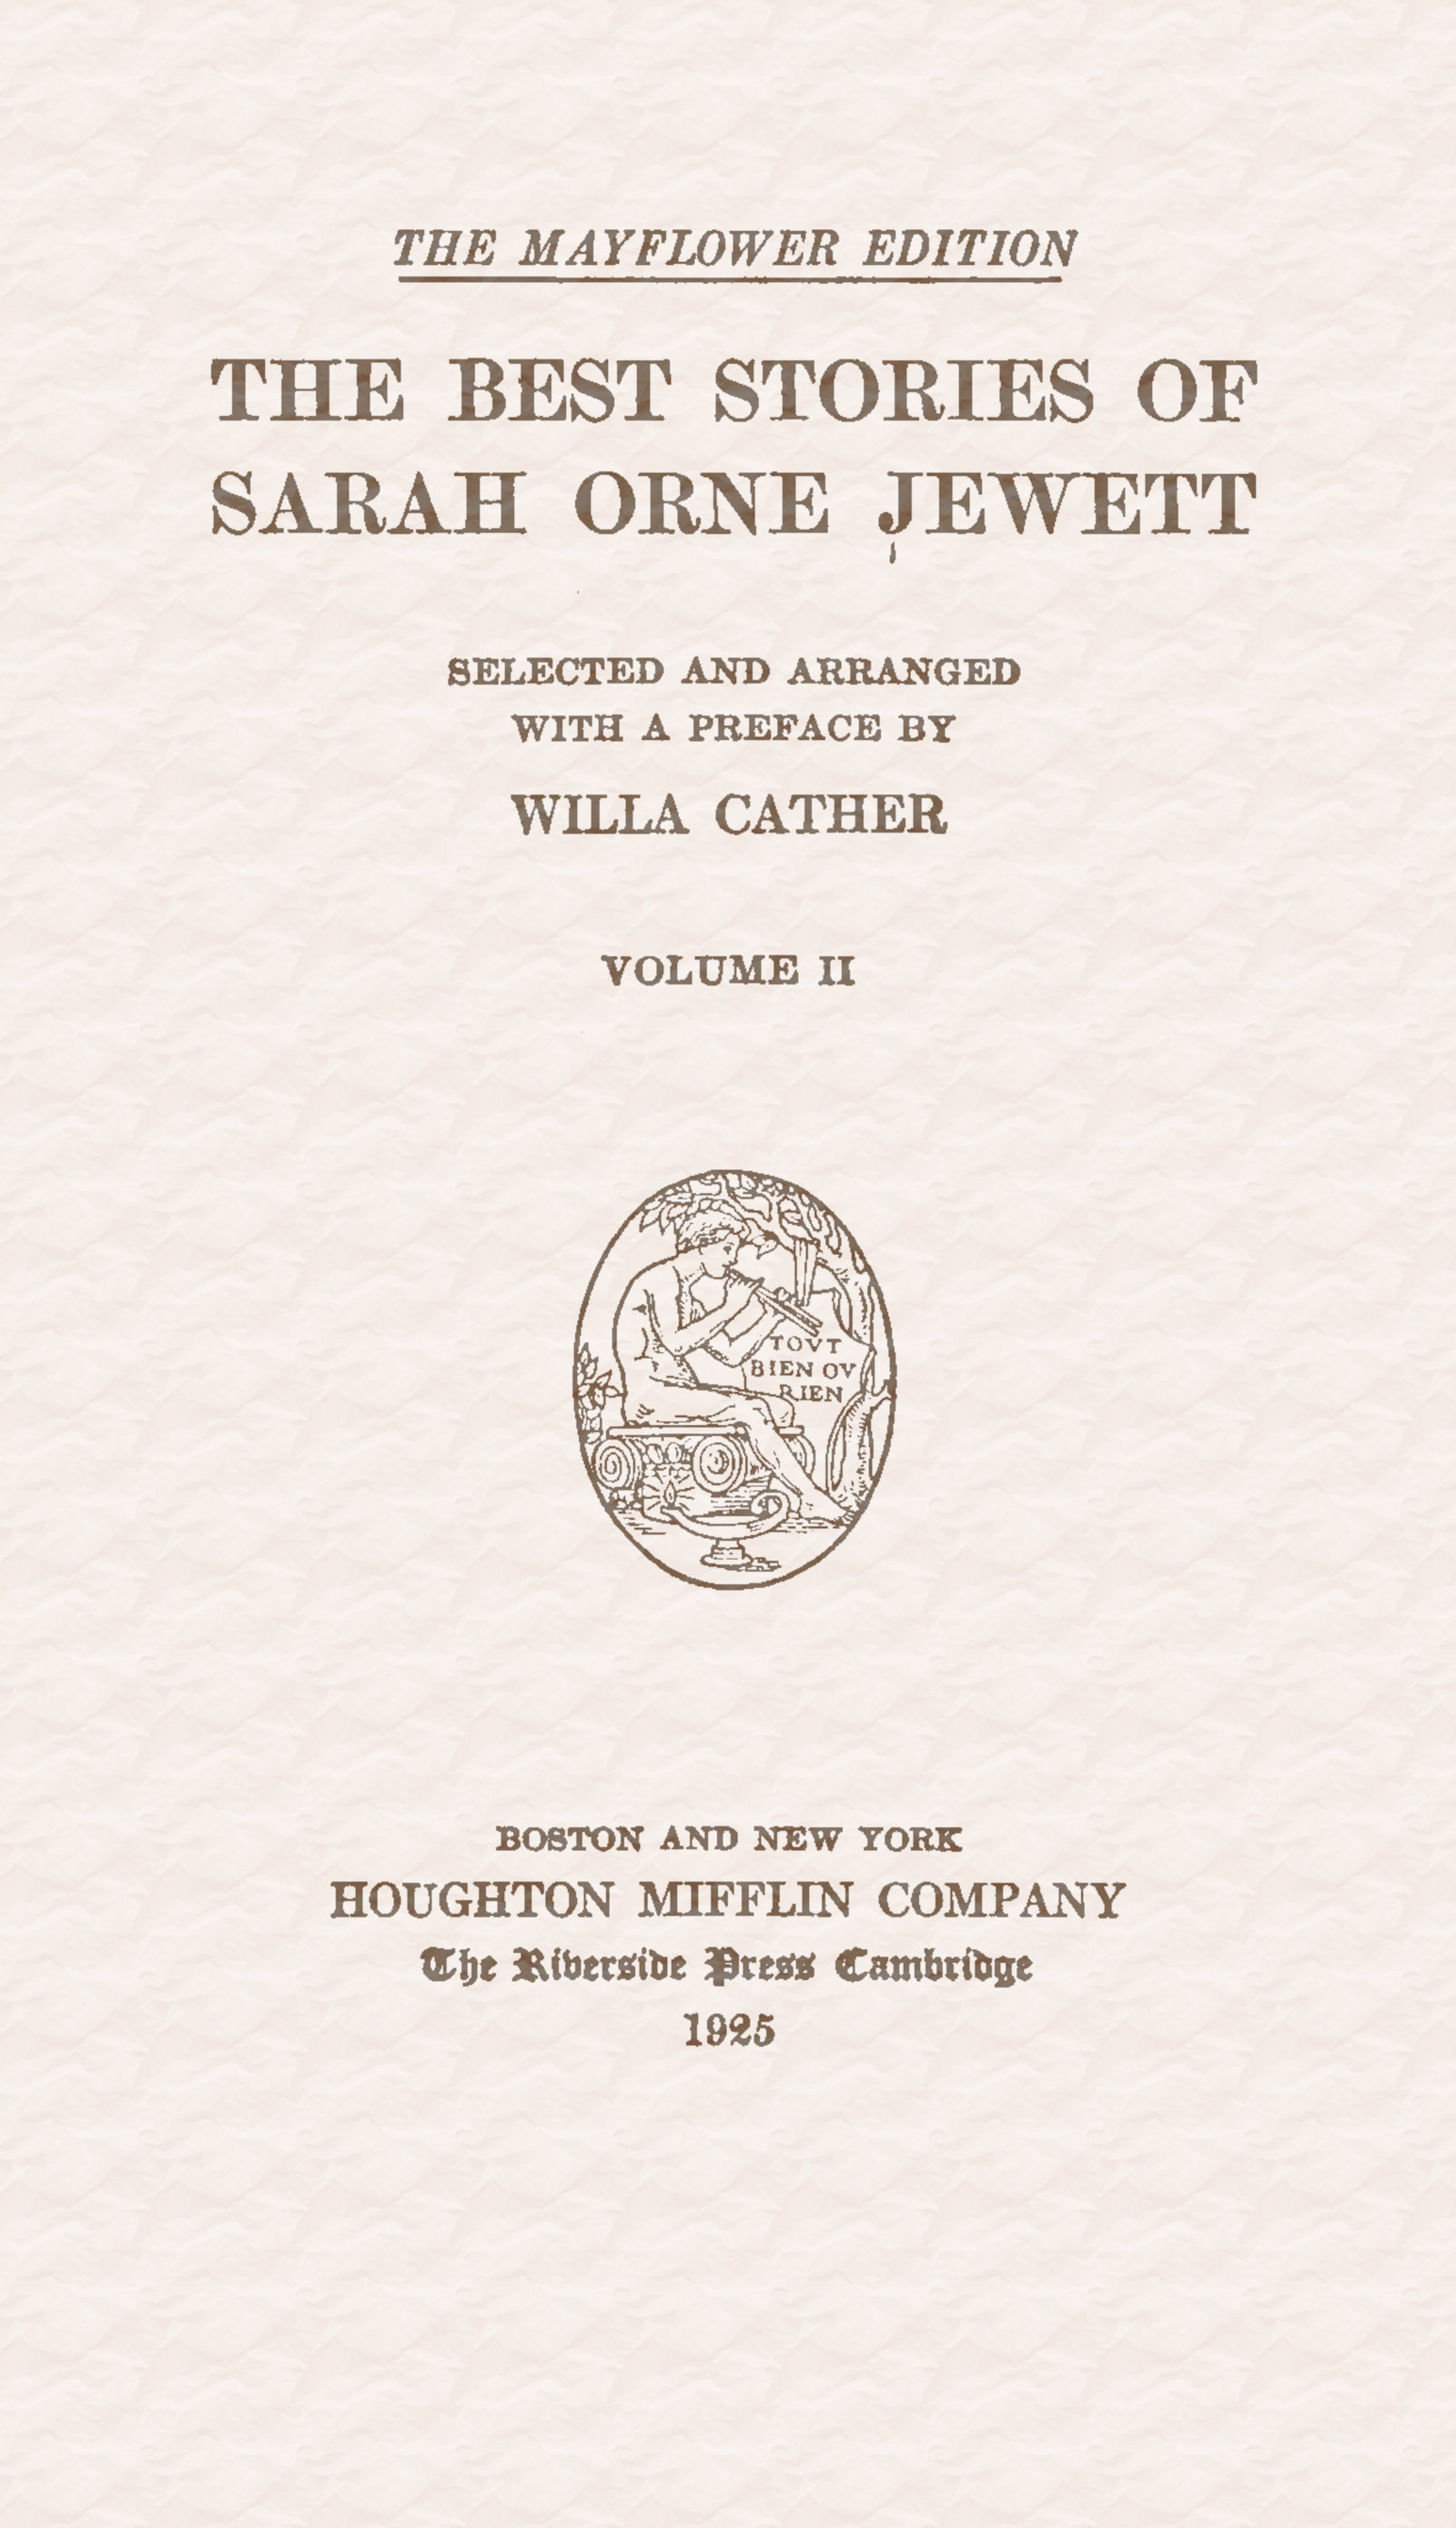 THE MAYFLOWER EDITION
THE BEST STORIES OF
SARAH ORNE JEWETT
SELECTED AND ARRANGED
WITH A PREFACE BY
WILLA CATHER
VOLUME II
TOVT
BIEN OV
RIEN
BOSTON AND NEW YORK
HOUGHTON MIFFLIN COMPANY
The Riverside Press Cambridge
1925